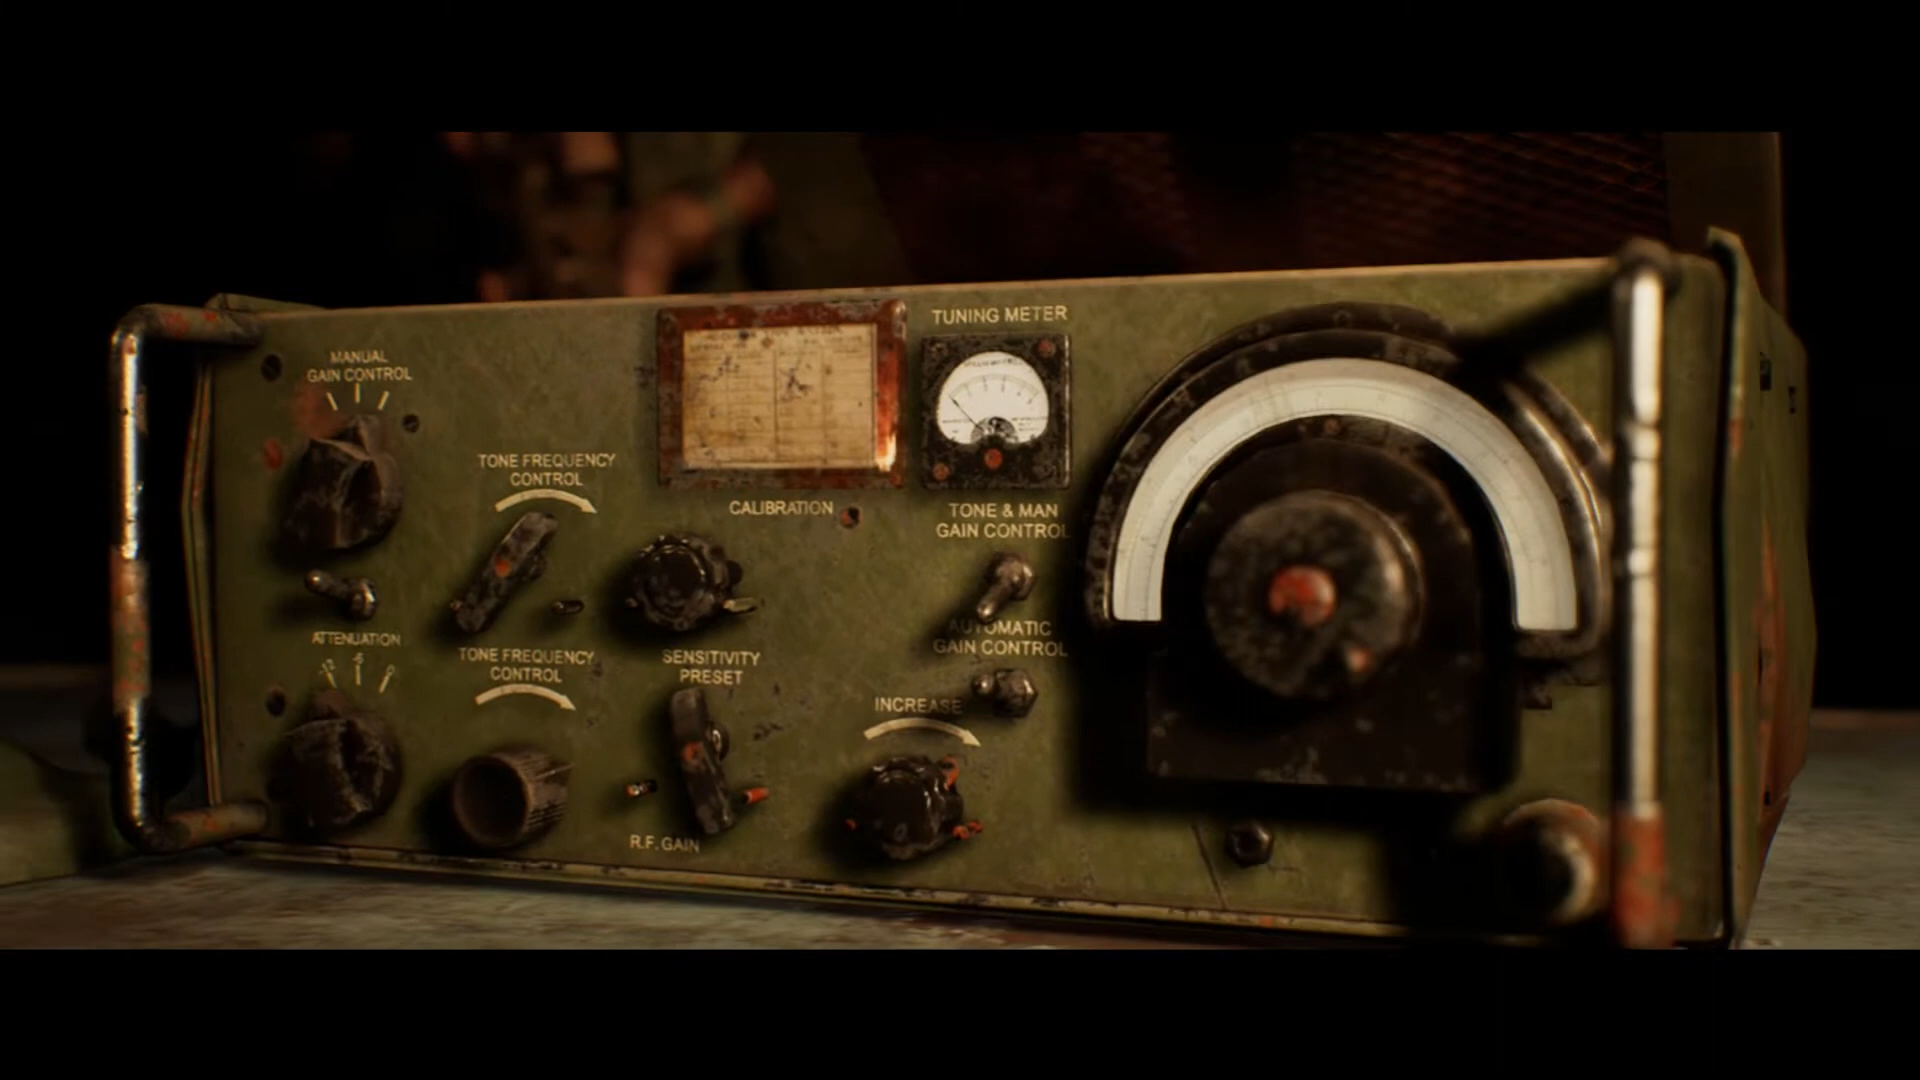 MANUAL
GAIN CONTROL
TONE FREQUENCY
CONTROL
CALIBRATION
TUNING METER
TONE & MAN
GAIN CONTROL
AUTOMATIC
GAIN CONTROL
ATTENUATION
TONE FREQUENCY
CONTROL
SENSITIVITY
PRESET
INCREASE
R.F. GAIN